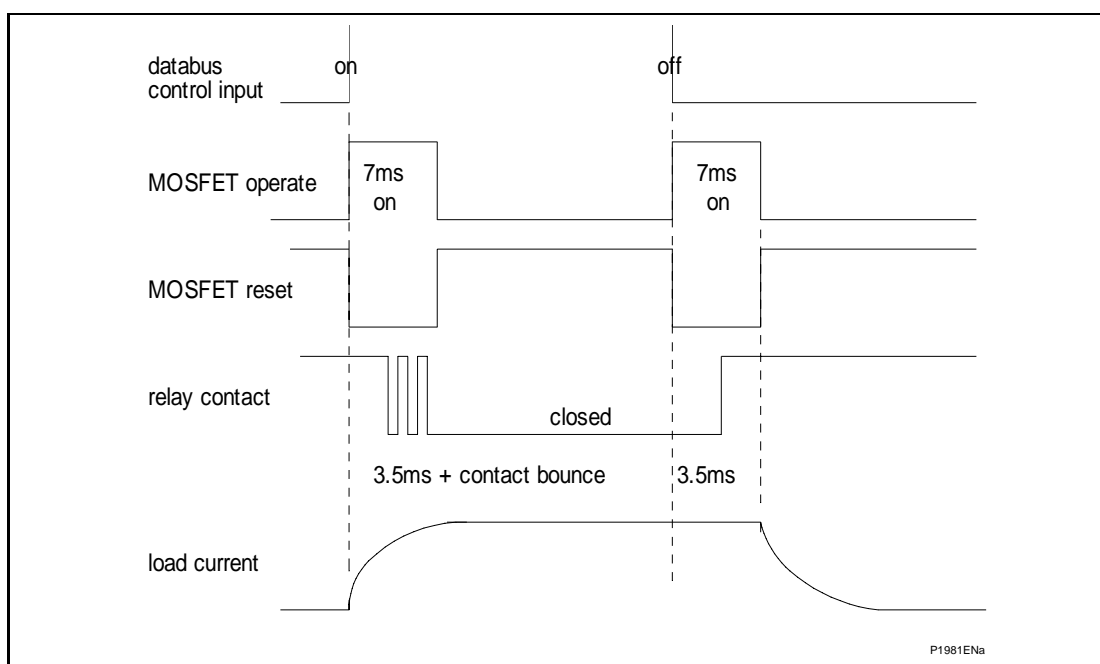 databus
control input
on
off
MOSFET operate
7ms
on
7ms
on
MOSFET reset
relay contact
closed
3.5ms + contact bounce
3.5ms
load current
P1981ENa